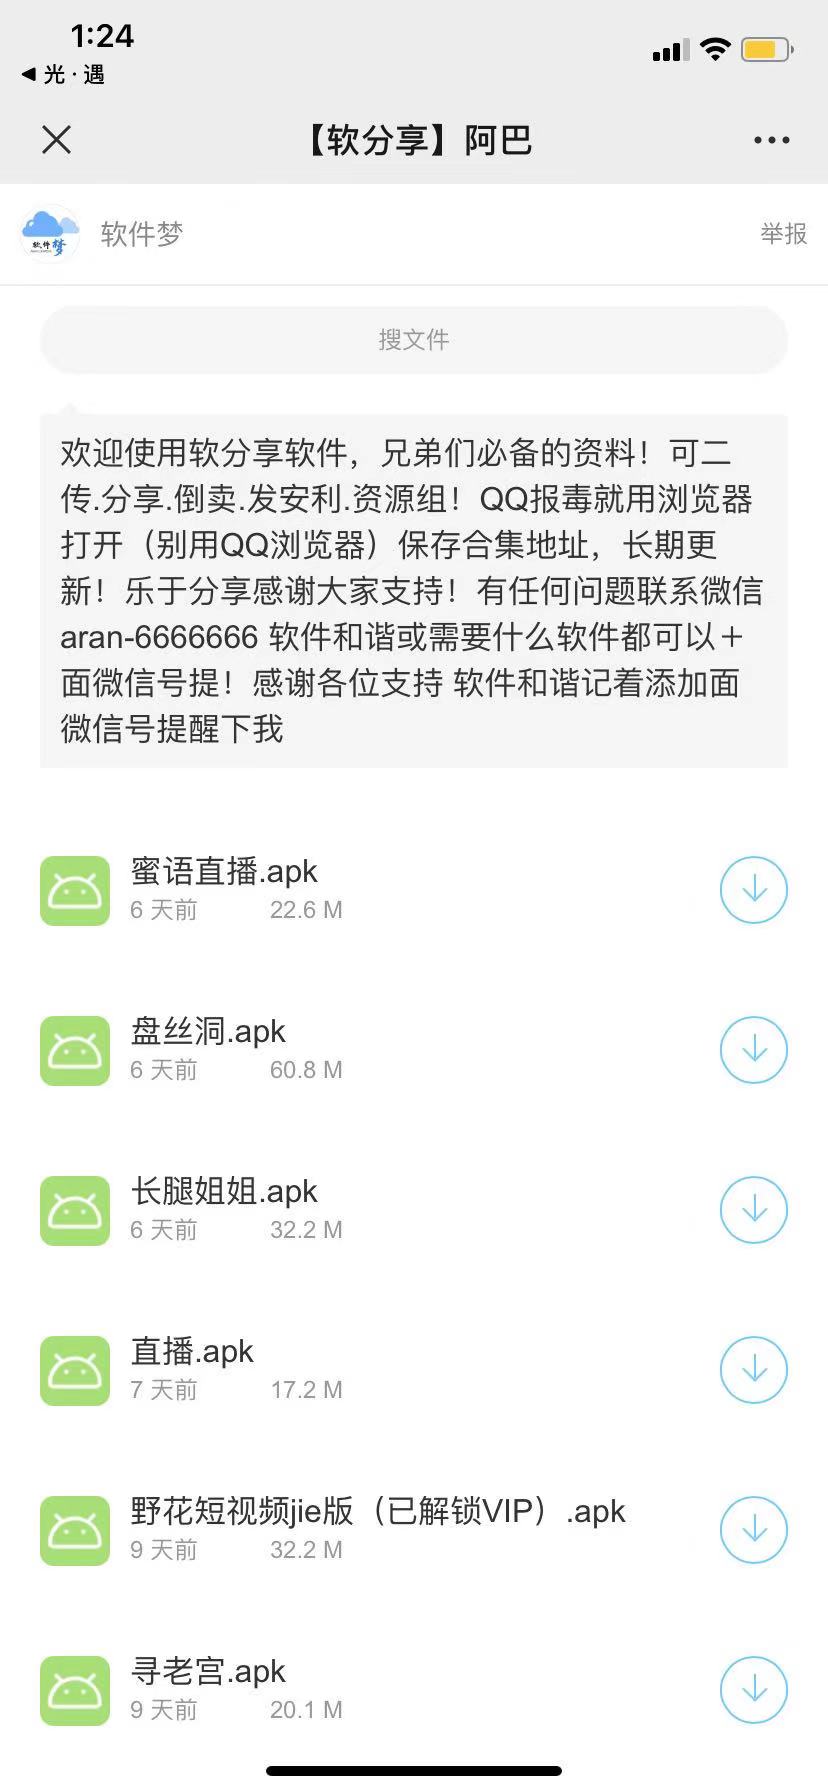 1:24
光·遇
【软分享】阿巴
软件梦
软件梦
举报
搜文件
欢迎使用软分享软件，兄弟们必备的资料！可二
传.分享.倒卖.发安利.资源组！QQ报毒就用浏览器
打开（别用QQ浏览器）保存合集地址，长期更
新！乐于分享感谢大家支持！有任何问题联系微信
aran-6666666 软件和谐或需要什么软件都可以＋
面微信号提！感谢各位支持 软件和谐记着添加面
微信号提醒下我
蜜语直播.apk
6 天前 22.6 M
盘丝洞.apk
6 天前 60.8 M
长腿姐姐.apk
6 天前 32.2 M
直播.apk
7 天前 17.2 M
野花短视频jie版（已解锁VIP）.apk
9 天前 32.2 M
寻老宫.apk
9 天前 20.1 M